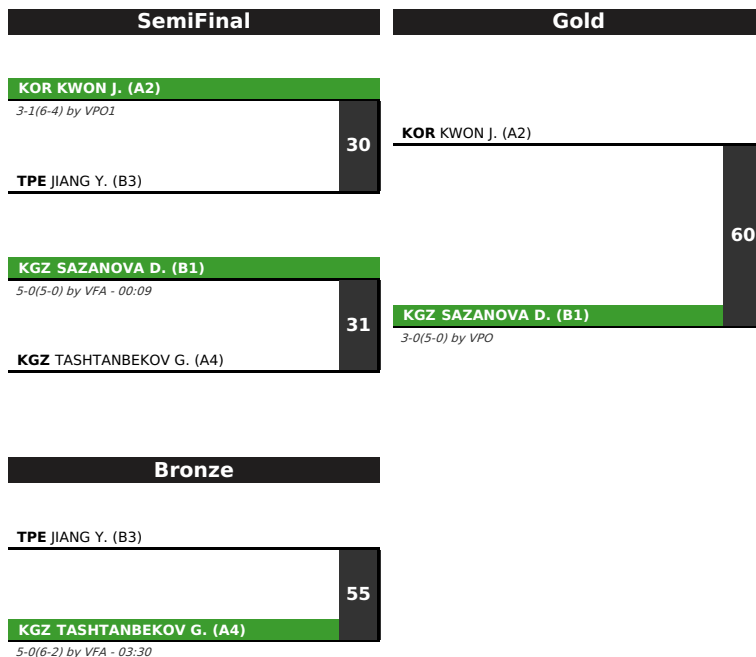 SemiFinal
Gold
KOR KWON J. (A2)
3-1(6-4) by VPO1
30
TPE JIANG Y. (B3)
KOR KWON J. (A2)
60
KGZ SAZANOVA D. (B1)
3-0(5-0) by VPO
KGZ SAZANOVA D. (B1)
5-0(5-0) by VFA - 00:09
31
KGZ TASHTANBEKOV G. (A4)
Bronze
TPE JIANG Y. (B3)
55
KGZ TASHTANBEKOV G. (A4)
5-0(6-2) by VFA - 03:30